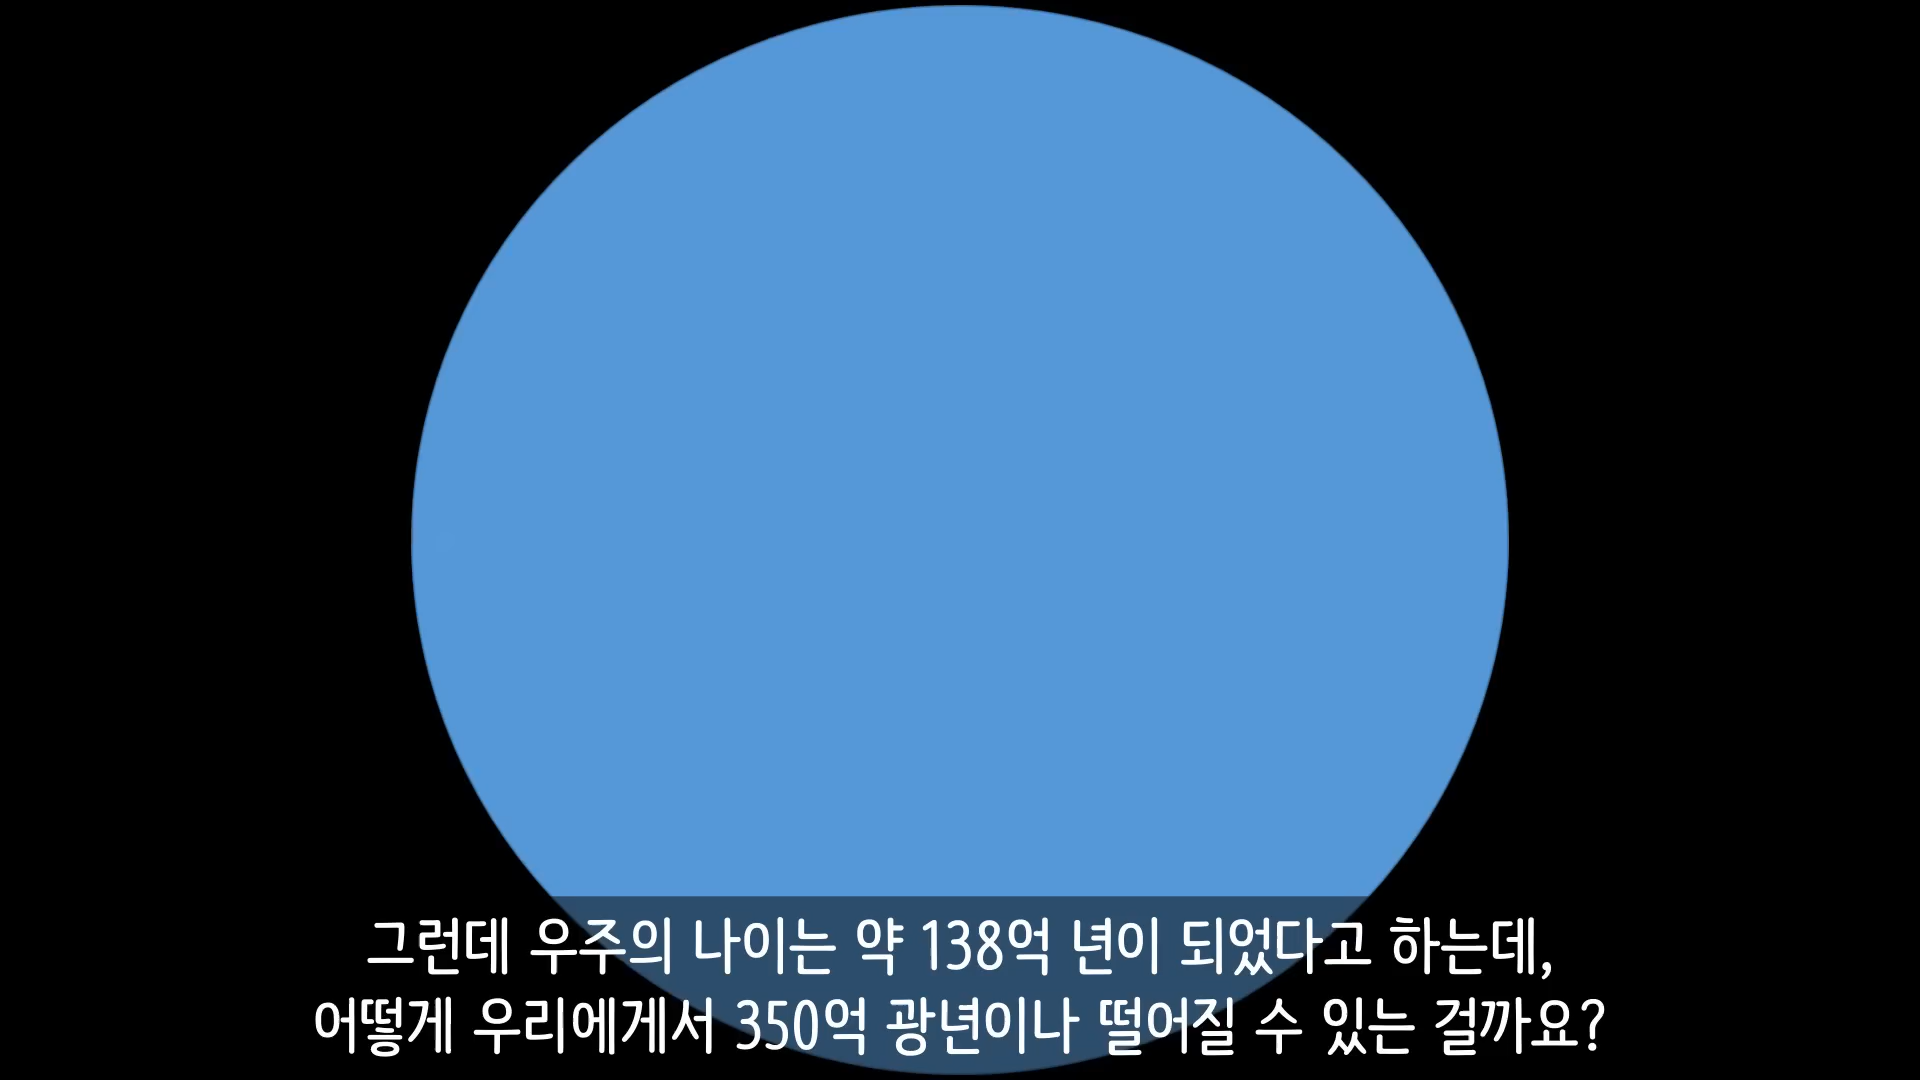 그런데 우주의 나이는 약 138억 년이 되었다고 하는데,
어떻게 우리에게서 350억 광년이나 떨어질 수 있는 걸까요?